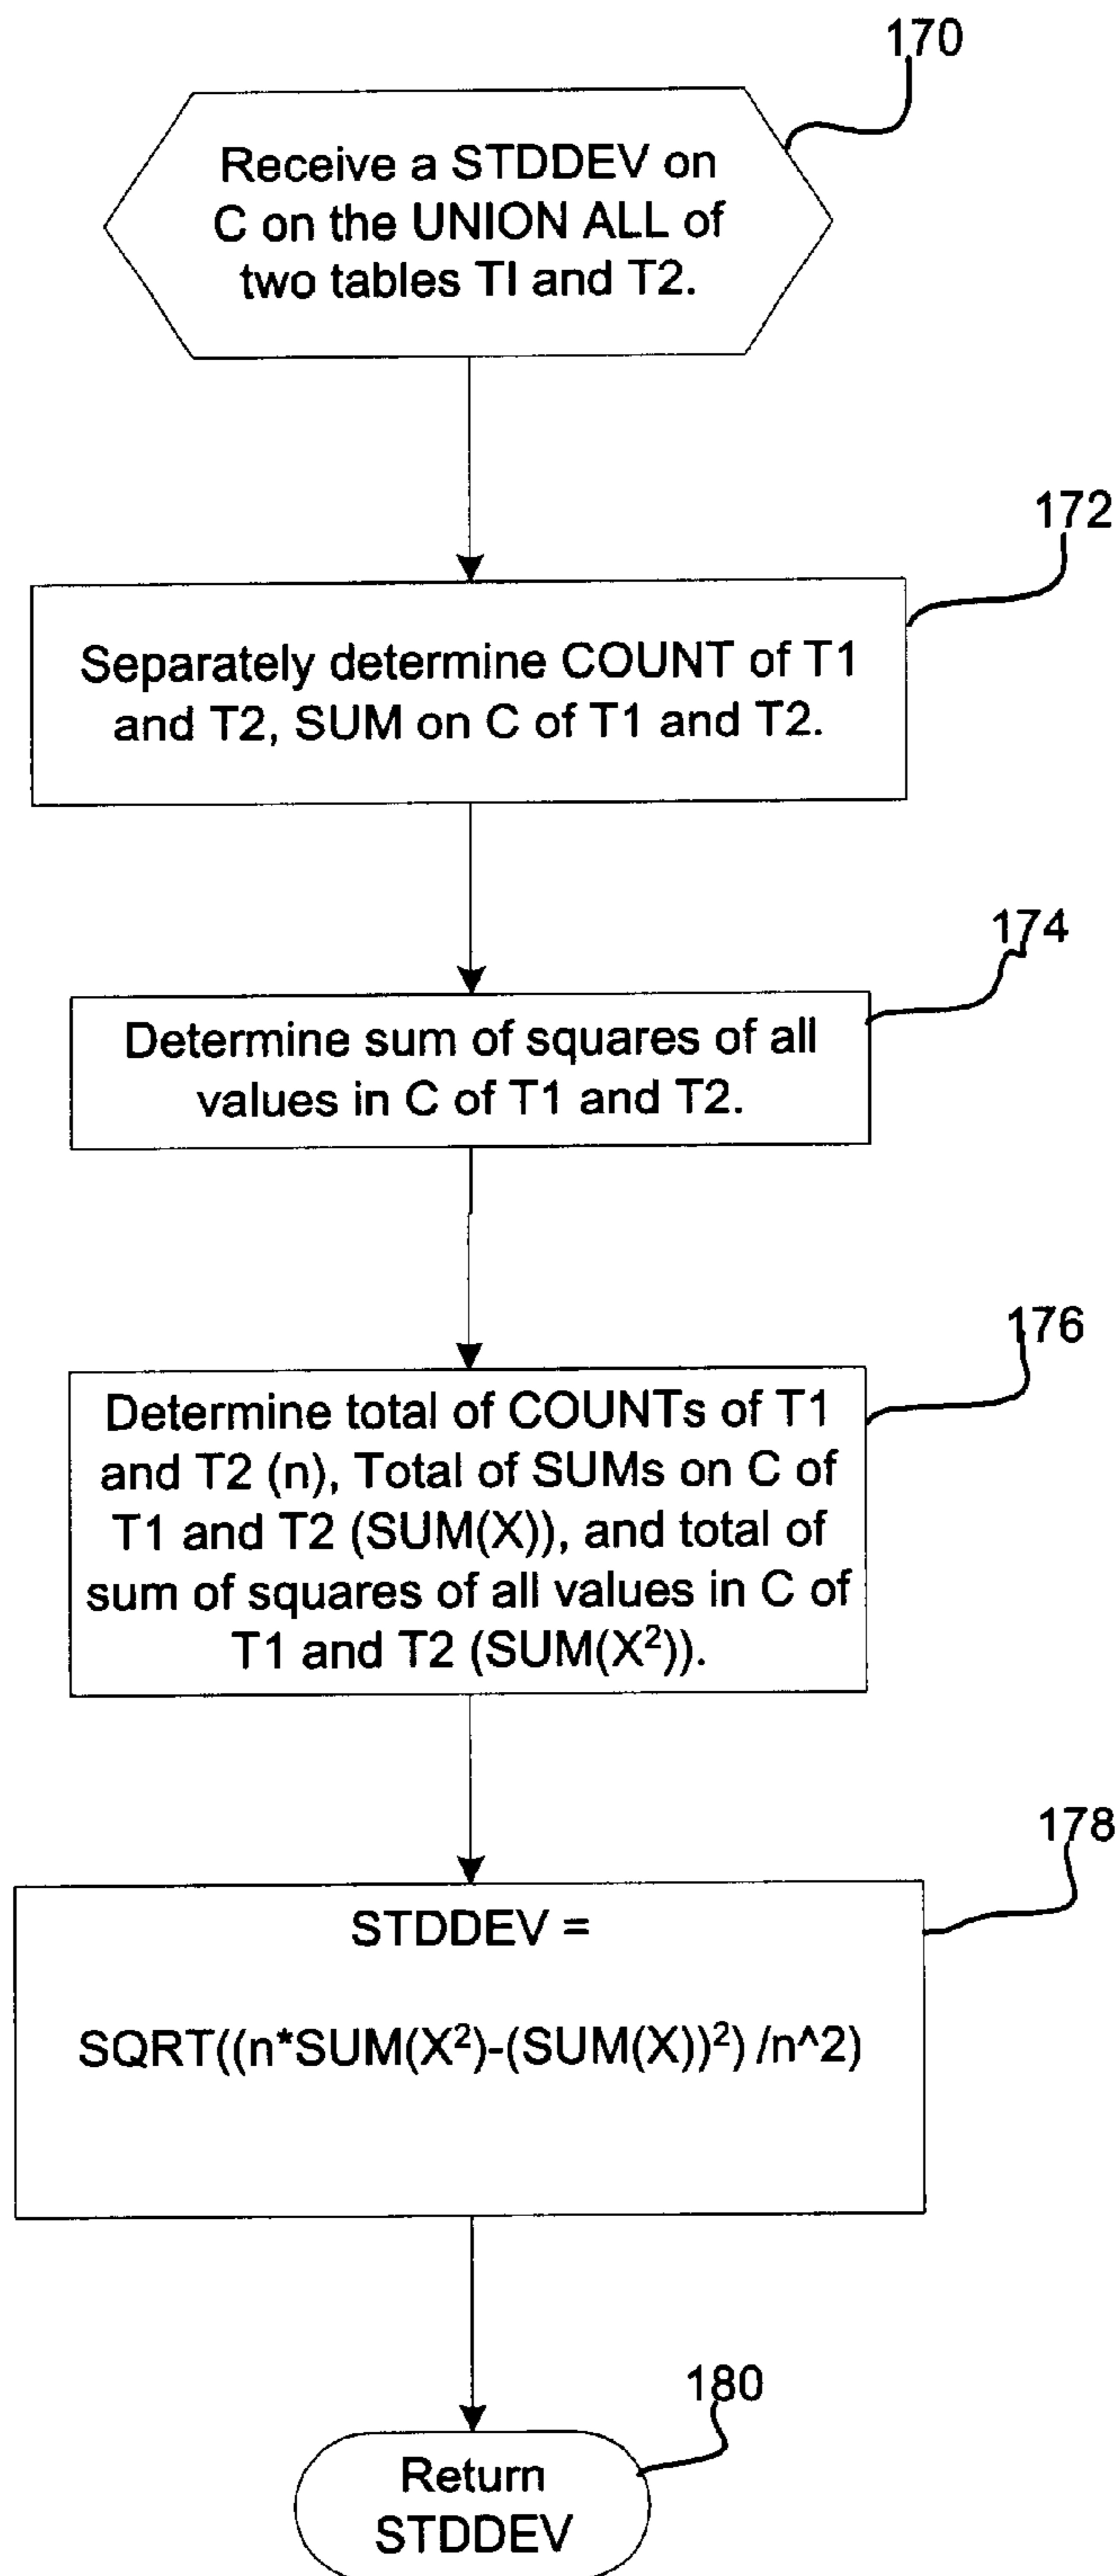 170
Receive a STDDEV on
C on the UNION ALL of
two tables TI and T2.
172
Separately determine COUNT of T1
and T2, SUM on C of T1 and T2.
174
Determine sum of squares of all
values in C of T1 and T2.
176
Determine total of COUNTs of T1
and T2 (n), Total of SUMs on C of
T1 and T2 (SUM(X)), and total of
sum of squares of all values in C of
T1 and T2 (SUM(X²)).
178
STDDEV =
SQRT((n*SUM(X²)-(SUM(X))²) /n^2)
180
Return
STDDEV